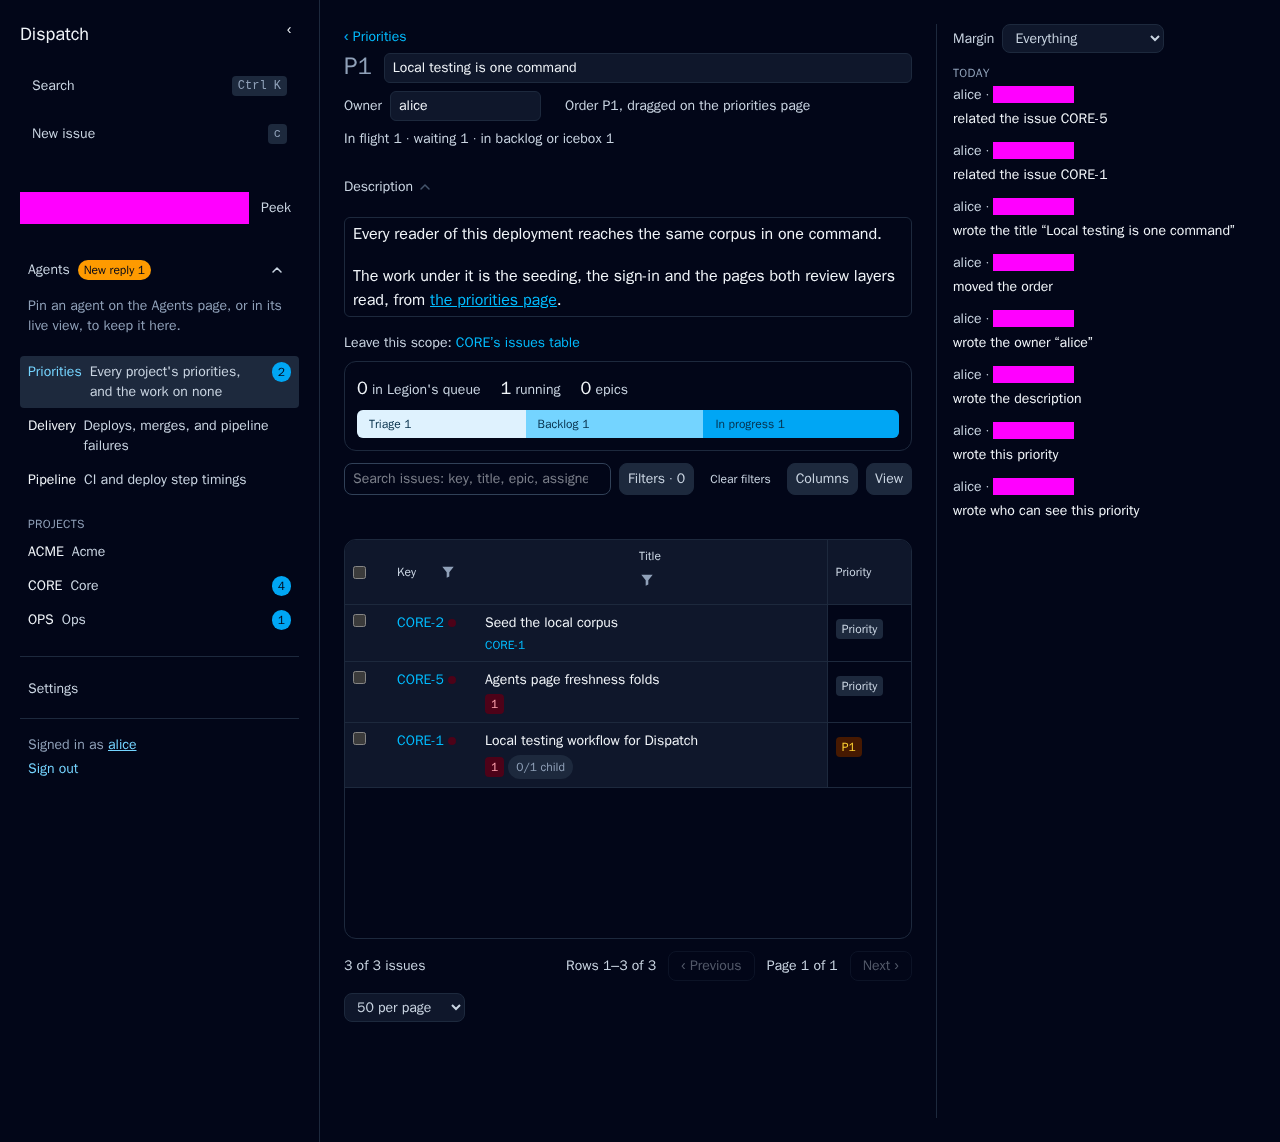 Dispatch
‹
Search
Ctrl K
New issue
C
Peek
Agents
New reply 1
Pin an agent on the Agents page, or in its
live view, to keep it here.
Priorities
Every project's priorities,
and the work on none
2
Delivery
Deploys, merges, and pipeline
failures
Pipeline
CI and deploy step timings
PROJECTS
ACME Acme
CORE Core
4
OPS Ops
1
Settings
Signed in as alice
Sign out
‹ Priorities
P1
Local testing is one command
Owner
alice
Order P1, dragged on the priorities page
In flight 1 · waiting 1 · in backlog or icebox 1
Description
Every reader of this deployment reaches the same corpus in one command.
The work under it is the seeding, the sign-in and the pages both review layers
read, from the priorities page.
Leave this scope: CORE's issues table
0 in Legion's queue 1 running 0 epics
Triage 1
Backlog 1
In progress 1
Search issues: key, title, epic, assigne
Filters · 0
Clear filters
Columns
View
Key
Title
Priority
CORE-2
Seed the local corpus
CORE-1
Priority
CORE-5
Agents page freshness folds
1
Priority
CORE-1
Local testing workflow for Dispatch
1
0/1 child
P1
3 of 3 issues
Rows 1–3 of 3
‹ Previous
Page 1 of 1
Next ›
50 per page
Margin
Everything
TODAY
alice ·
related the issue CORE-5
alice ·
related the issue CORE-1
alice ·
wrote the title “Local testing is one command”
alice ·
moved the order
alice ·
wrote the owner “alice”
alice ·
wrote the description
alice ·
wrote this priority
alice ·
wrote who can see this priority